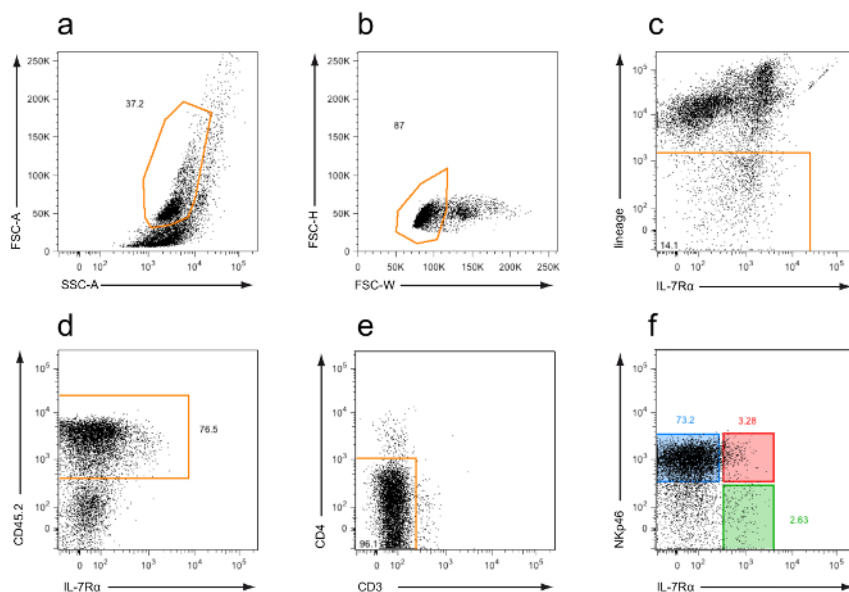 a
b
c
250K
200K
150K
100K
50K
0
FSC-A
37.2
0
10²
10³
10⁴
10⁵
SSC-A
250K
200K
150K
100K
50K
0
FSC-H
87
0
50K
100K
150K
200K
250K
FSC-W
10⁵
10⁴
10³
10²
0
lineage
14.1
0
10²
10³
10⁴
10⁵
IL-7Rα
d
e
f
10⁵
10⁴
10³
10²
0
CD45.2
76.5
0
10²
10³
10⁴
10⁵
IL-7Rα
10⁵
10⁴
10³
10²
0
CD4
96.1
0
10²
10³
10⁴
10⁵
CD3
10⁵
10⁴
10³
10²
0
NKp46
73.2
3.28
2.63
0
10²
10³
10⁴
10⁵
IL-7Rα